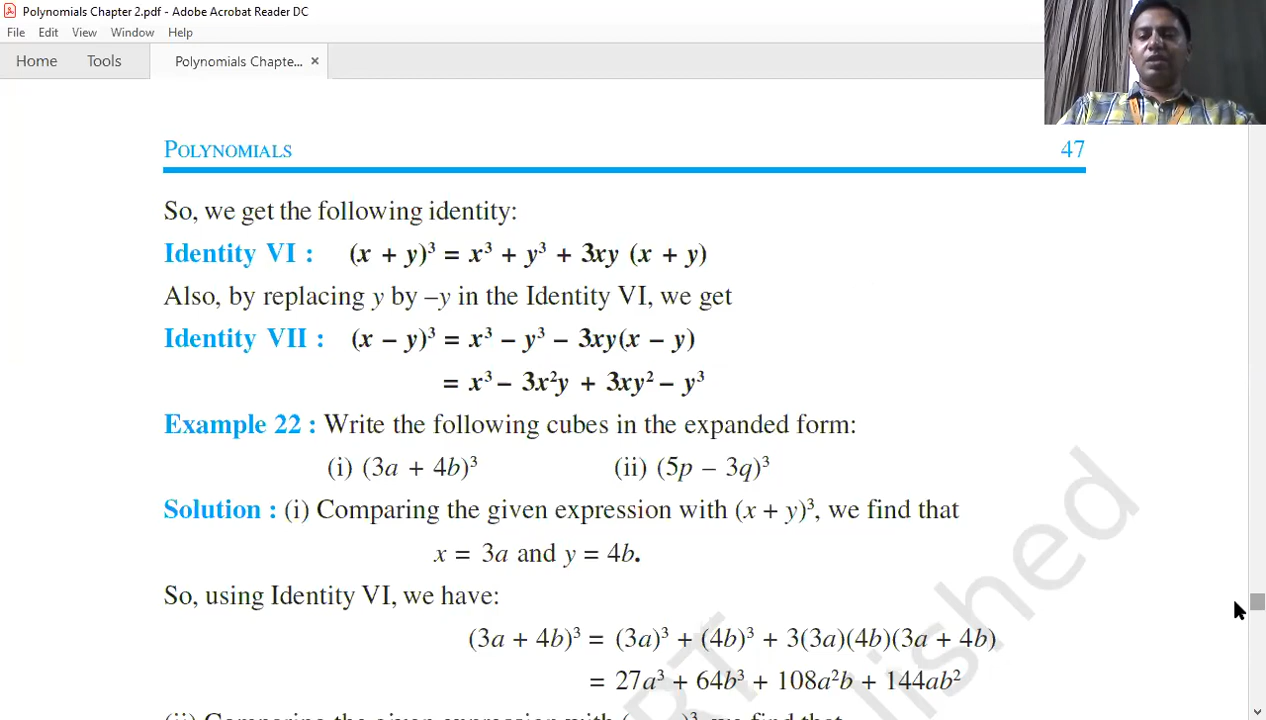 Polynomials Chapter 2.pdf - Adobe Acrobat Reader DC
File Edit View Window Help
Home Tools Polynomials Chapte... ×
POLYNOMIALS 47
So, we get the following identity:
Identity VI : (x + y)³ = x³ + y³ + 3xy (x + y)
Also, by replacing y by –y in the Identity VI, we get
Identity VII : (x – y)³ = x³ – y³ – 3xy(x – y)
= x³ – 3x²y + 3xy² – y³
Example 22 : Write the following cubes in the expanded form:
(i) (3a + 4b)³ (ii) (5p – 3q)³
Solution : (i) Comparing the given expression with (x + y)³, we find that
x = 3a and y = 4b.
So, using Identity VI, we have:
(3a + 4b)³ = (3a)³ + (4b)³ + 3(3a)(4b)(3a + 4b)
= 27a³ + 64b³ + 108a²b + 144ab²